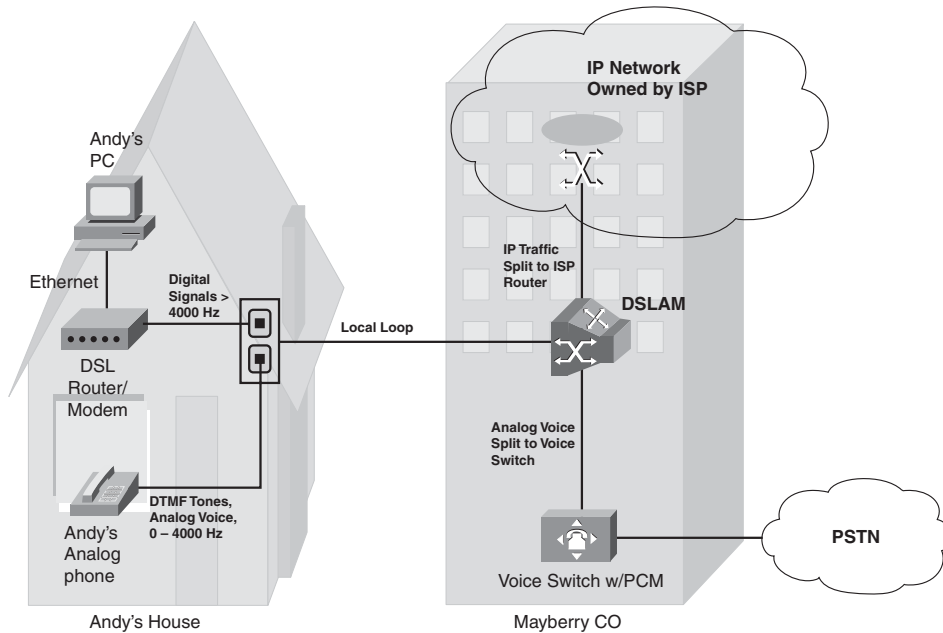 Andy's
PC
Ethernet
Digital
Signals >
4000 Hz
DSL
Router/
Modem
DTMF Tones,
Analog Voice,
0 – 4000 Hz
Andy's
Analog
phone
Andy's House
Local Loop
IP Network
Owned by ISP
IP Traffic
Split to ISP
Router
DSLAM
Analog Voice
Split to Voice
Switch
Voice Switch w/PCM
Mayberry CO
PSTN